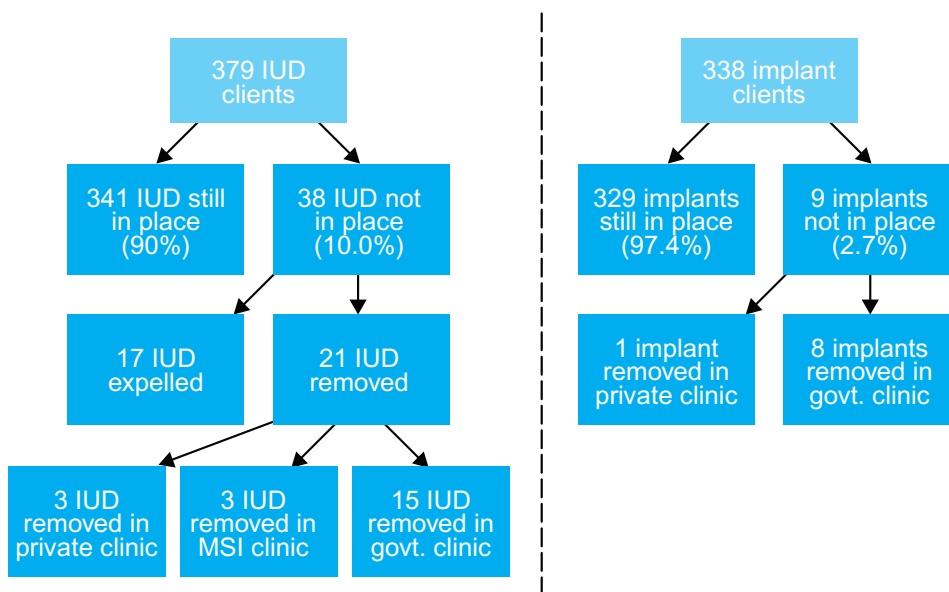 379 IUD
clients
341 IUD still
in place
(90%)
38 IUD not
in place
(10.0%)
17 IUD
expelled
21 IUD
removed
3 IUD
removed in
private clinic
3 IUD
removed in
MSI clinic
15 IUD
removed in
govt. clinic
338 implant
clients
329 implants
still in place
(97.4%)
9 implants
not in place
(2.7%)
1 implant
removed in
private clinic
8 implants
removed in
govt. clinic